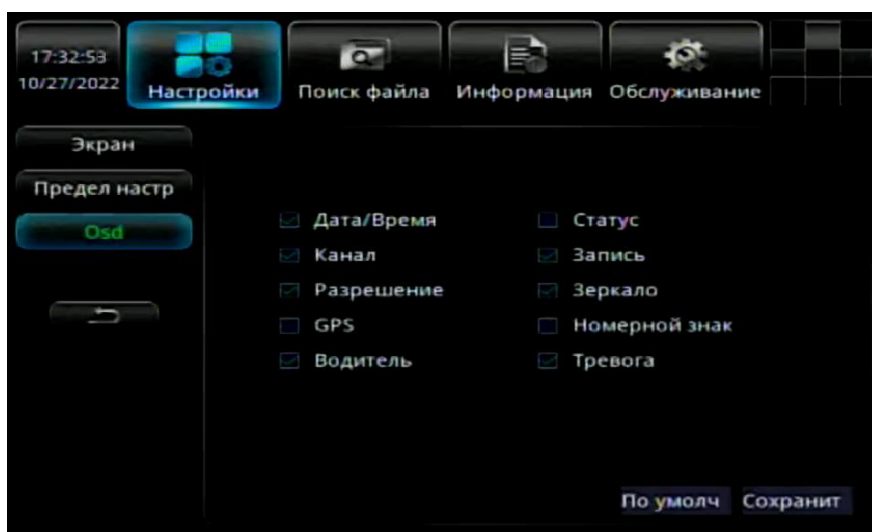 17:32:53
10/27/2022
Настройки
Поиск файла
Информация
Обслуживание
Экран
Предел настр
Osd
Дата/Время
Статус
Канал
Запись
Разрешение
Зеркало
GPS
Номерной знак
Водитель
Тревога
По умолч
Сохранит